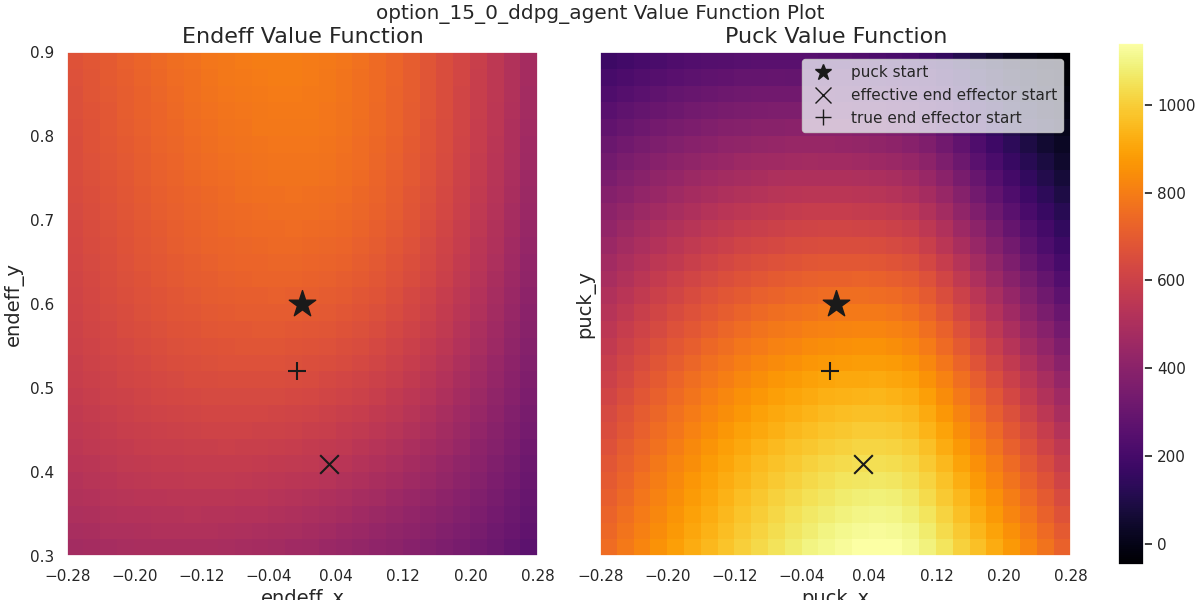 option_15_0_ddpg_agent Value Function Plot
Endeff Value Function
Puck Value Function
puck start
effective end effector start
true end effector start
endeff_y
0.9
0.8
0.7
0.6
0.5
0.4
0.3
−0.28 −0.20 −0.12 −0.04 0.04 0.12 0.20 0.28
endeff_x
puck_y
−0.28 −0.20 −0.12 −0.04 0.04 0.12 0.20 0.28
puck_x
1000
800
600
400
200
0